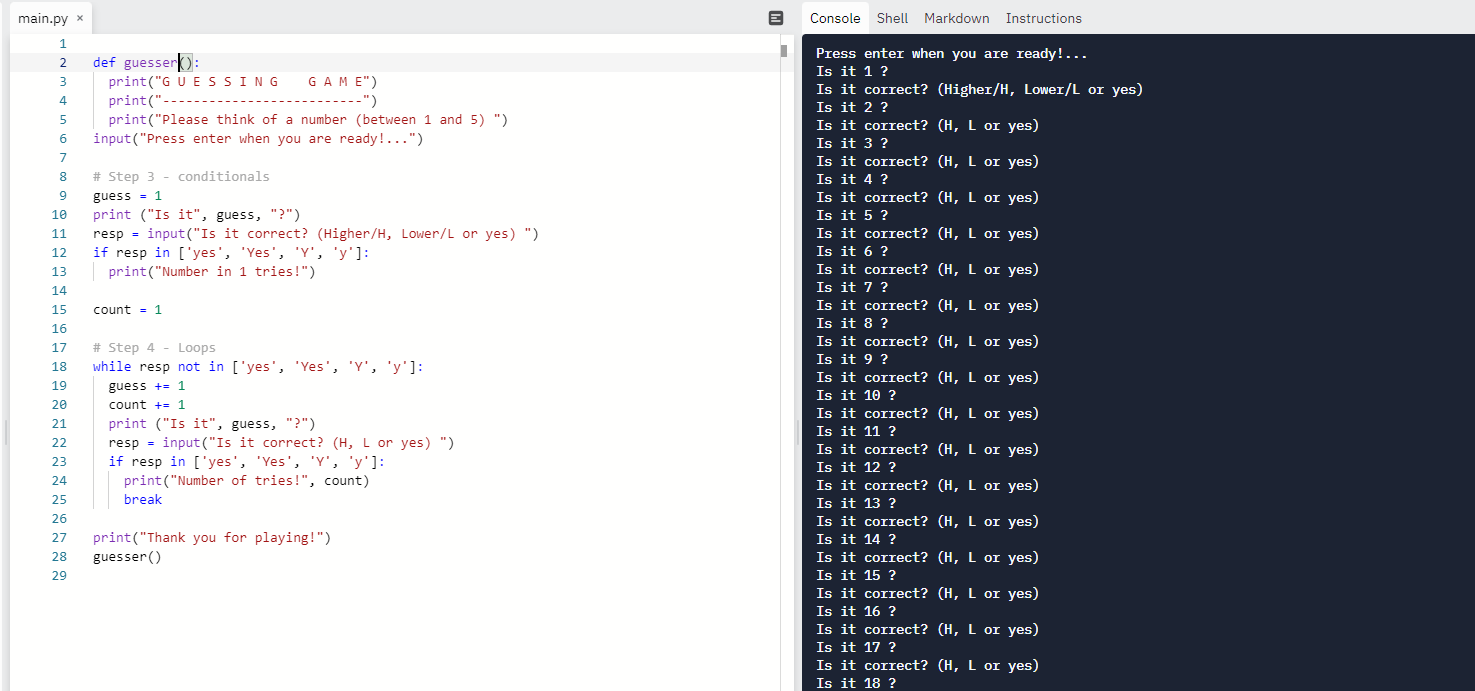 main.py ×
1
2 def guesser():
3 print("G U E S S I N G    G A M E")
4 print("--------------------------")
5 print("Please think of a number (between 1 and 5) ")
6 input("Press enter when you are ready!...")
7
8 # Step 3 - conditionals
9 guess = 1
10 print ("Is it", guess, "?")
11 resp = input("Is it correct? (Higher/H, Lower/L or yes) ")
12 if resp in ['yes', 'Yes', 'Y', 'y']:
13 print("Number in 1 tries!")
14
15 count = 1
16
17 # Step 4 - Loops
18 while resp not in ['yes', 'Yes', 'Y', 'y']:
19 guess += 1
20 count += 1
21 print ("Is it", guess, "?")
22 resp = input("Is it correct? (H, L or yes) ")
23 if resp in ['yes', 'Yes', 'Y', 'y']:
24 print("Number of tries!", count)
25 break
26
27 print("Thank you for playing!")
28 guesser()
29
Console Shell Markdown Instructions
Press enter when you are ready!...
Is it 1 ?
Is it correct? (Higher/H, Lower/L or yes)
Is it 2 ?
Is it correct? (H, L or yes)
Is it 3 ?
Is it correct? (H, L or yes)
Is it 4 ?
Is it correct? (H, L or yes)
Is it 5 ?
Is it correct? (H, L or yes)
Is it 6 ?
Is it correct? (H, L or yes)
Is it 7 ?
Is it correct? (H, L or yes)
Is it 8 ?
Is it correct? (H, L or yes)
Is it 9 ?
Is it correct? (H, L or yes)
Is it 10 ?
Is it correct? (H, L or yes)
Is it 11 ?
Is it correct? (H, L or yes)
Is it 12 ?
Is it correct? (H, L or yes)
Is it 13 ?
Is it correct? (H, L or yes)
Is it 14 ?
Is it correct? (H, L or yes)
Is it 15 ?
Is it correct? (H, L or yes)
Is it 16 ?
Is it correct? (H, L or yes)
Is it 17 ?
Is it correct? (H, L or yes)
Is it 18 ?